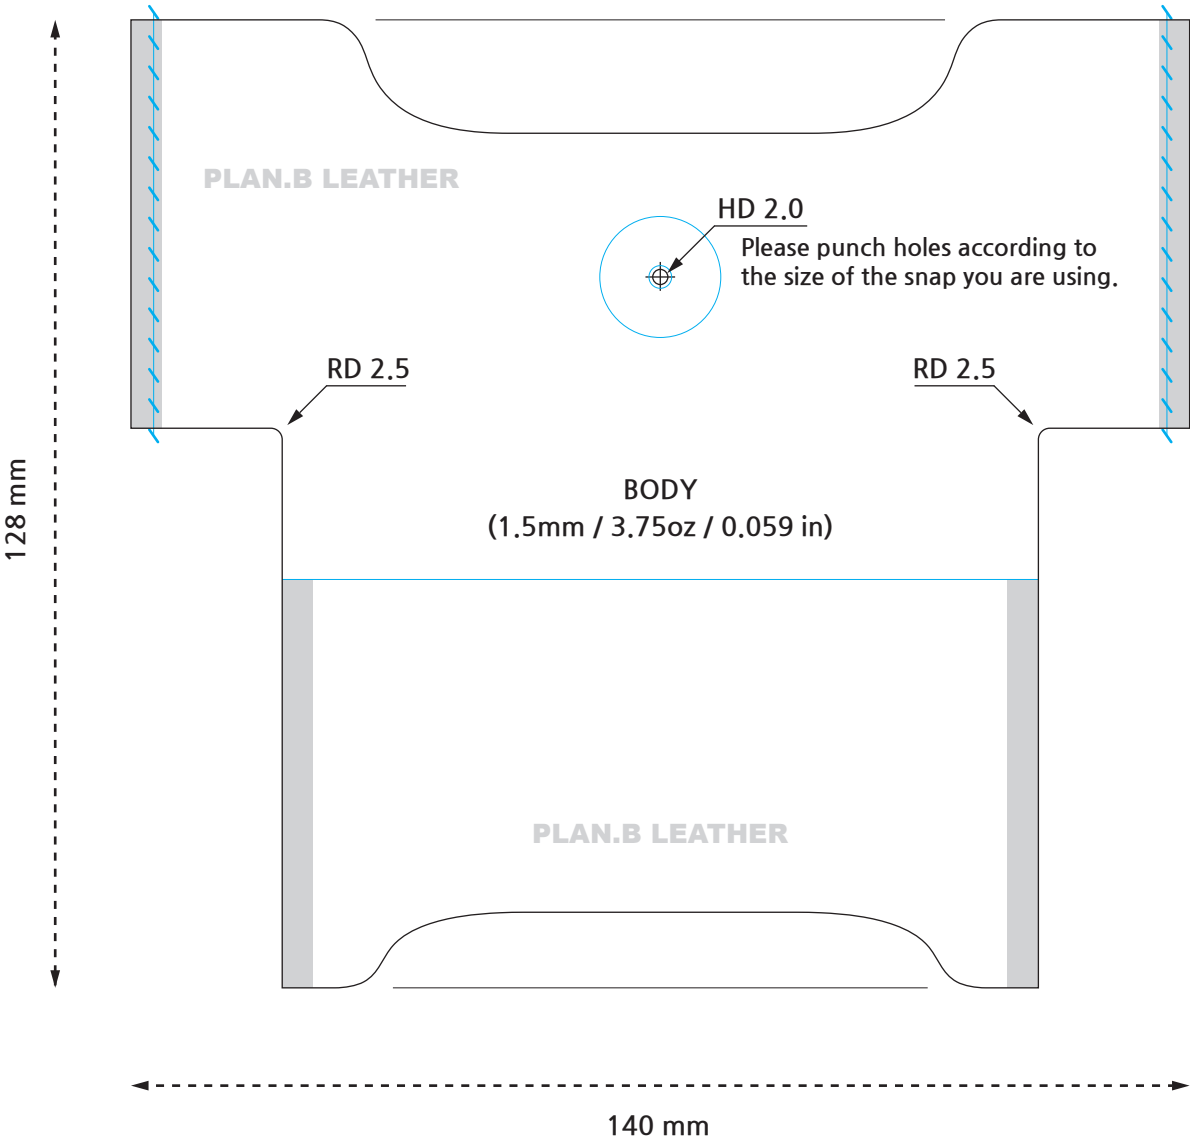 PLAN.B LEATHER
HD 2.0
Please punch holes according to
the size of the snap you are using.
RD 2.5
RD 2.5
BODY
(1.5mm / 3.75oz / 0.059 in)
128 mm
PLAN.B LEATHER
140 mm